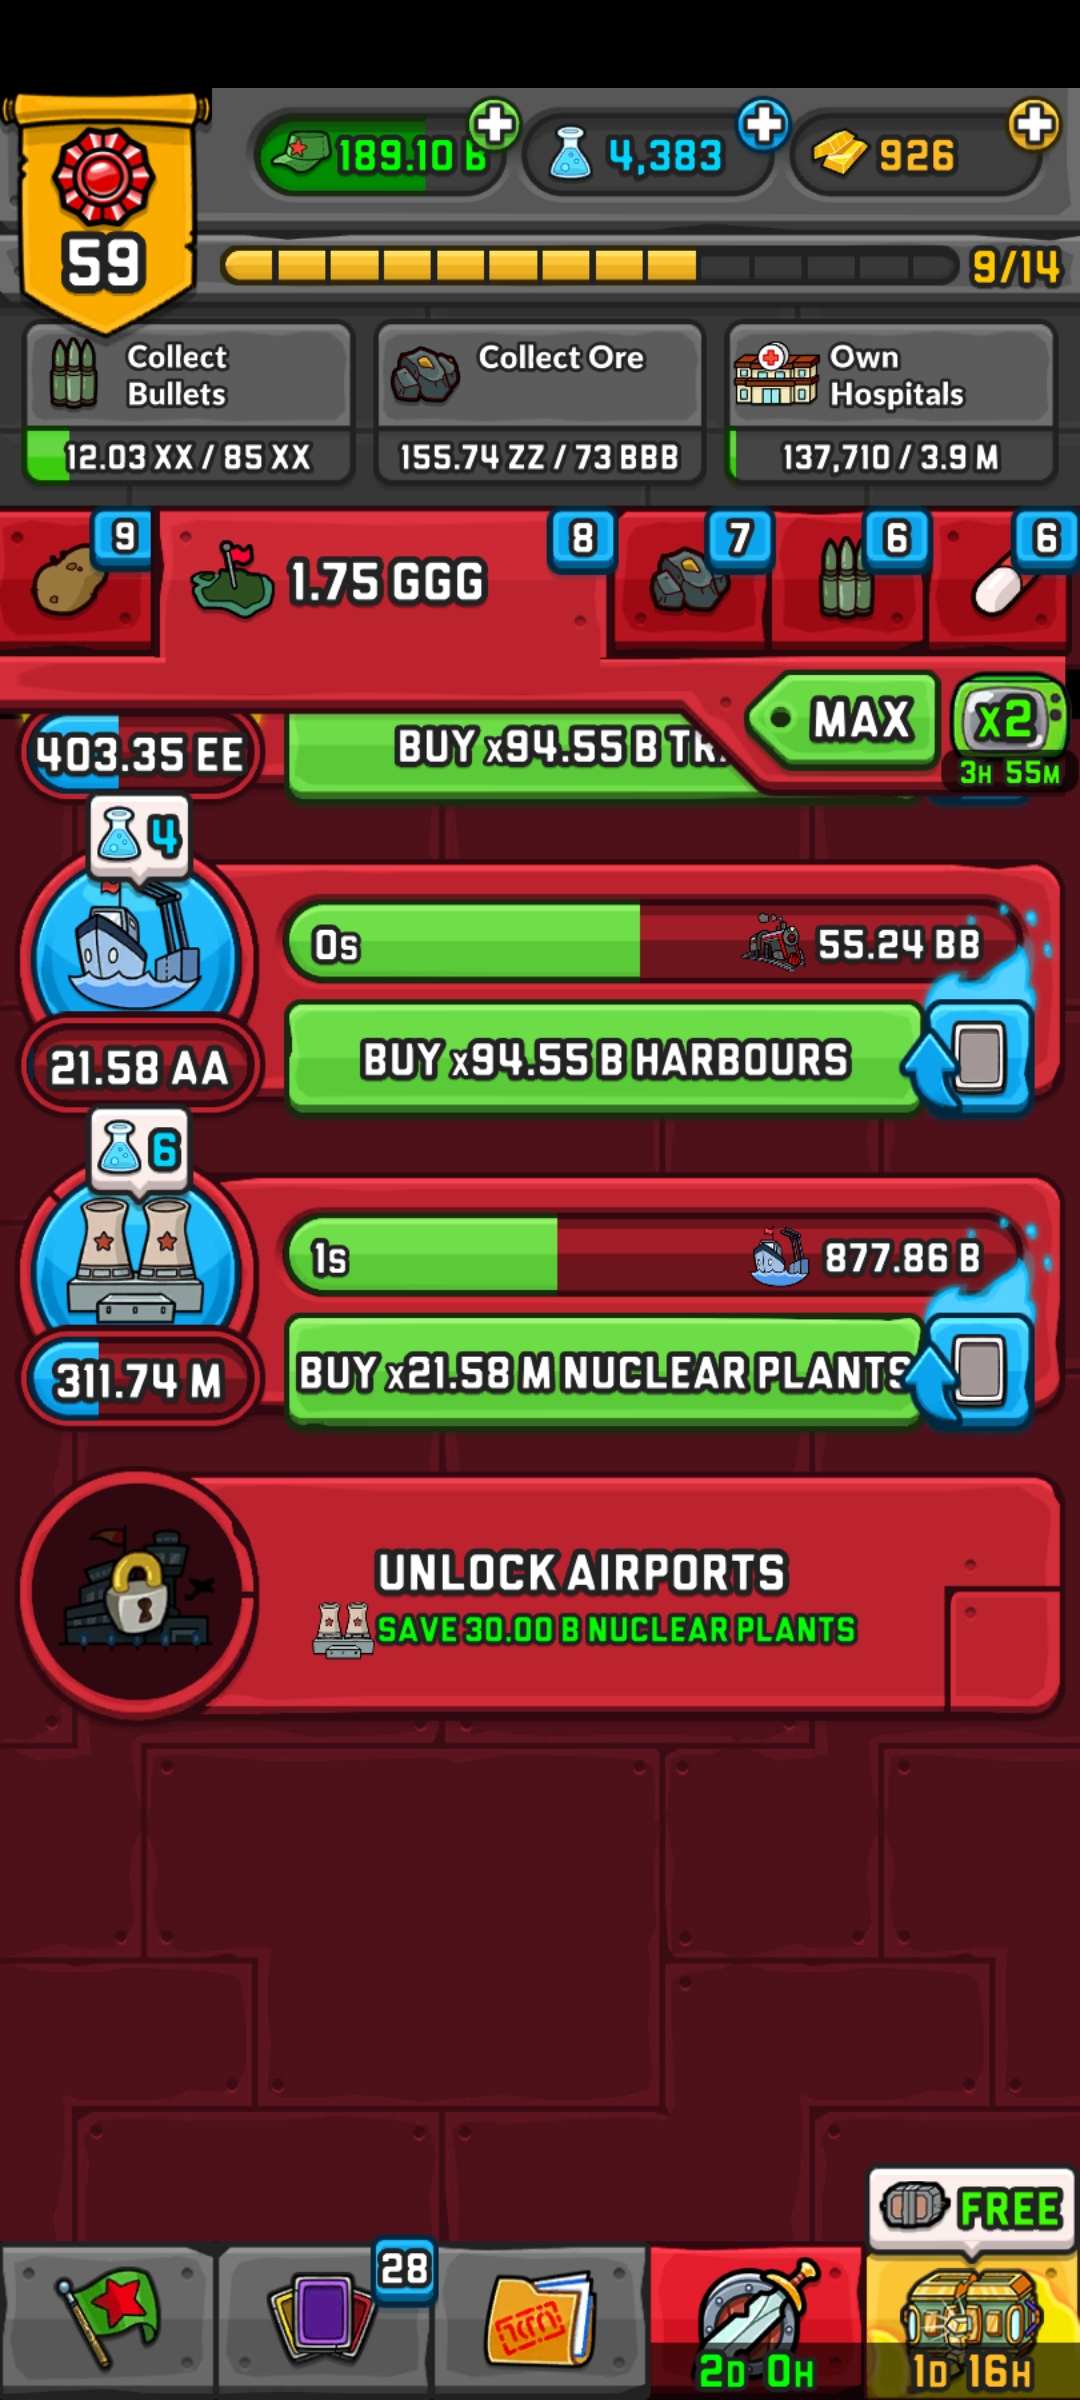 189.10 B
4,383
926
59
9/14
Collect
Bullets
12.03 XX / 85 XX
Collect Ore
155.74 ZZ / 73 BBB
Own
Hospitals
137,710 / 3.9 M
9
1.75 GGG
8
7
6
6
MAX
x2
3H 55M
403.35 EE
BUY x94.55 B
4
0s
55.24 BB
21.58 AA
BUY x94.55 B HARBOURS
6
1s
877.86 B
311.74 M
BUY x21.58 M NUCLEAR PLANTS
UNLOCK AIRPORTS
SAVE 30.00 B NUCLEAR PLANTS
FREE
28
2D 0H
1D 16H